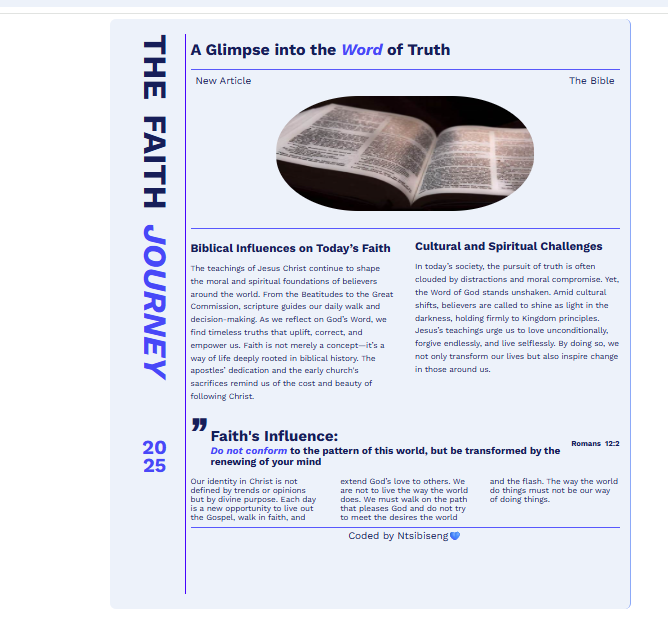 THE FAITH JOURNEY
2025
A Glimpse into the Word of Truth
New Article
The Bible
Biblical Influences on Today’s Faith
The teachings of Jesus Christ continue to shape
the moral and spiritual foundations of believers
around the world. From the Beatitudes to the Great
Commission, scripture guides our daily walk and
decision-making. As we reflect on God’s Word, we
find timeless truths that uplift, correct, and
empower us. Faith is not merely a concept—it’s a
way of life deeply rooted in biblical history. The
apostles’ dedication and the early church's
sacrifices remind us of the cost and beauty of
following Christ.
Cultural and Spiritual Challenges
In today’s society, the pursuit of truth is often
clouded by distractions and moral compromise. Yet,
the Word of God stands unshaken. Amid cultural
shifts, believers are called to shine as light in the
darkness, holding firmly to Kingdom principles.
Jesus’s teachings urge us to love unconditionally,
forgive endlessly, and live selflessly. By doing so, we
not only transform our lives but also inspire change
in those around us.
” Faith's Influence:
Do not conform to the pattern of this world, but be transformed by the
renewing of your mind
Romans 12:2
Our identity in Christ is not
defined by trends or opinions
but by divine purpose. Each day
is a new opportunity to live out
the Gospel, walk in faith, and
extend God’s love to others. We
are not to live the way the world
does. We must walk on the path
that pleases God and do not try
to meet the desires the world
and the flash. The way the world
do things must not be our way
of doing things.
Coded by Ntsibiseng💙